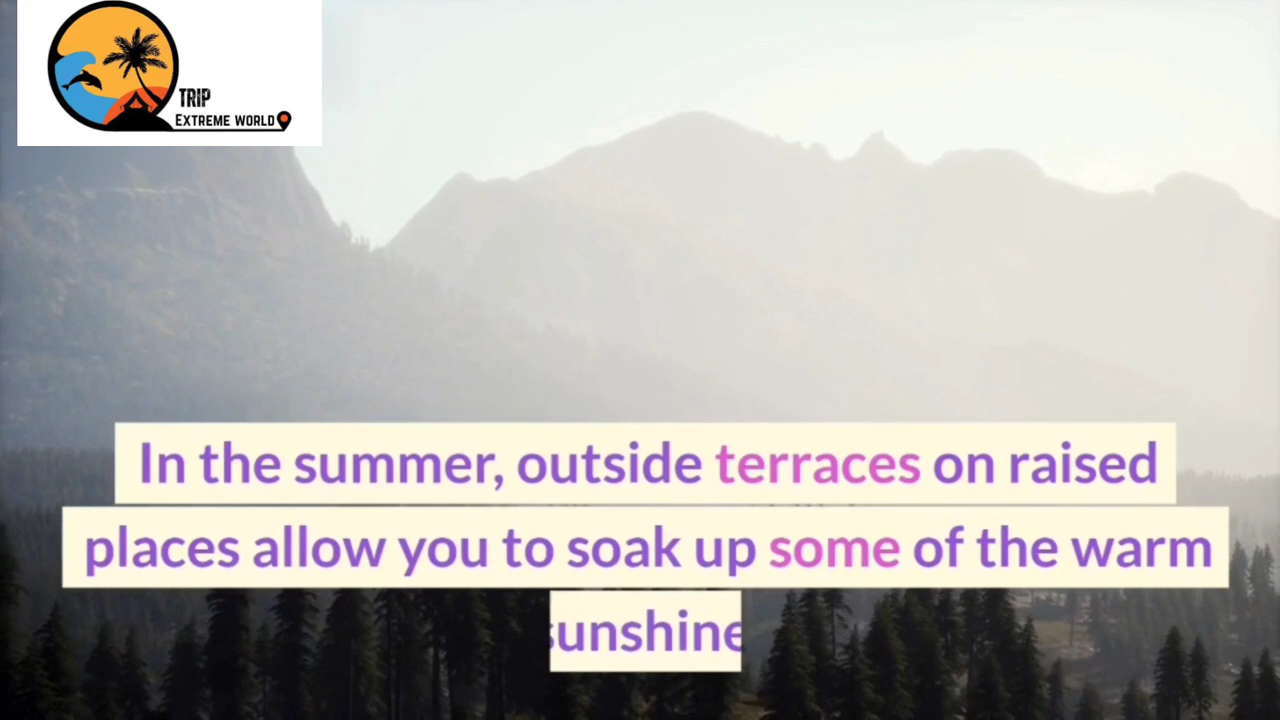 TRIP
EXTREME WORLD
In the summer, outside terraces on raised
places allow you to soak up some of the warm
sunshine